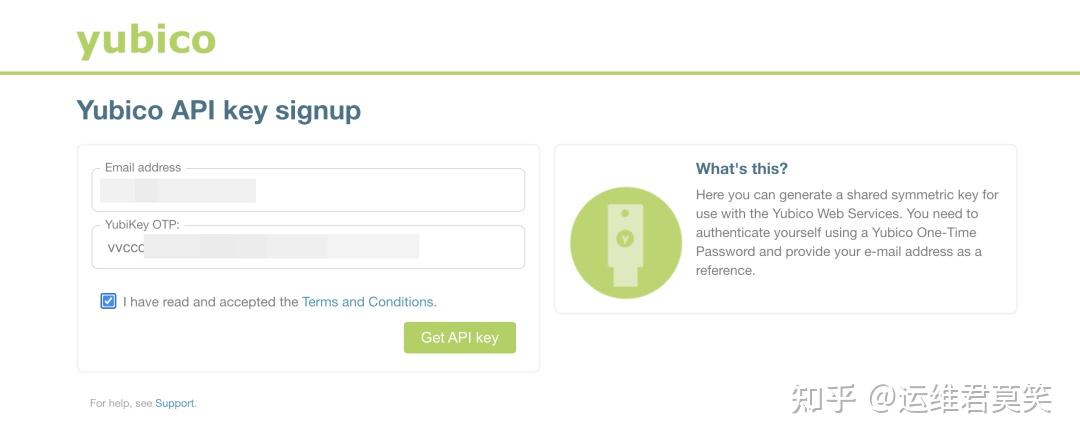 yubico
Yubico API key signup
Email address
YubiKey OTP:
vvccc
I have read and accepted the Terms and Conditions.
Get API key
For help, see Support.
What's this?
Here you can generate a shared symmetric key for
use with the Yubico Web Services. You need to
authenticate yourself using a Yubico One-Time
Password and provide your e-mail address as a
reference.
y
知乎 @运维君莫笑